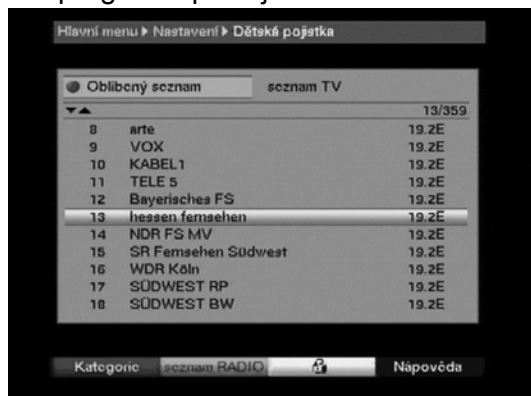 Hlavní menu Nastavení Dětská pojistka
Oblíbený seznam seznam TV
13/359
8 arte 19.2E
9 VOX 19.2E
10 KABEL1 19.2E
11 TELE 5 19.2E
12 Bayerisches FS 19.2E
13 hessen fernsehen 19.2E
14 NDR FS MV 19.2E
15 SR Fernsehen Südwest 19.2E
16 WDR Köln 19.2E
17 SÜDWEST RP 19.2E
18 SÜDWEST BW 19.2E
Kategorie seznam RADIO Nápověda